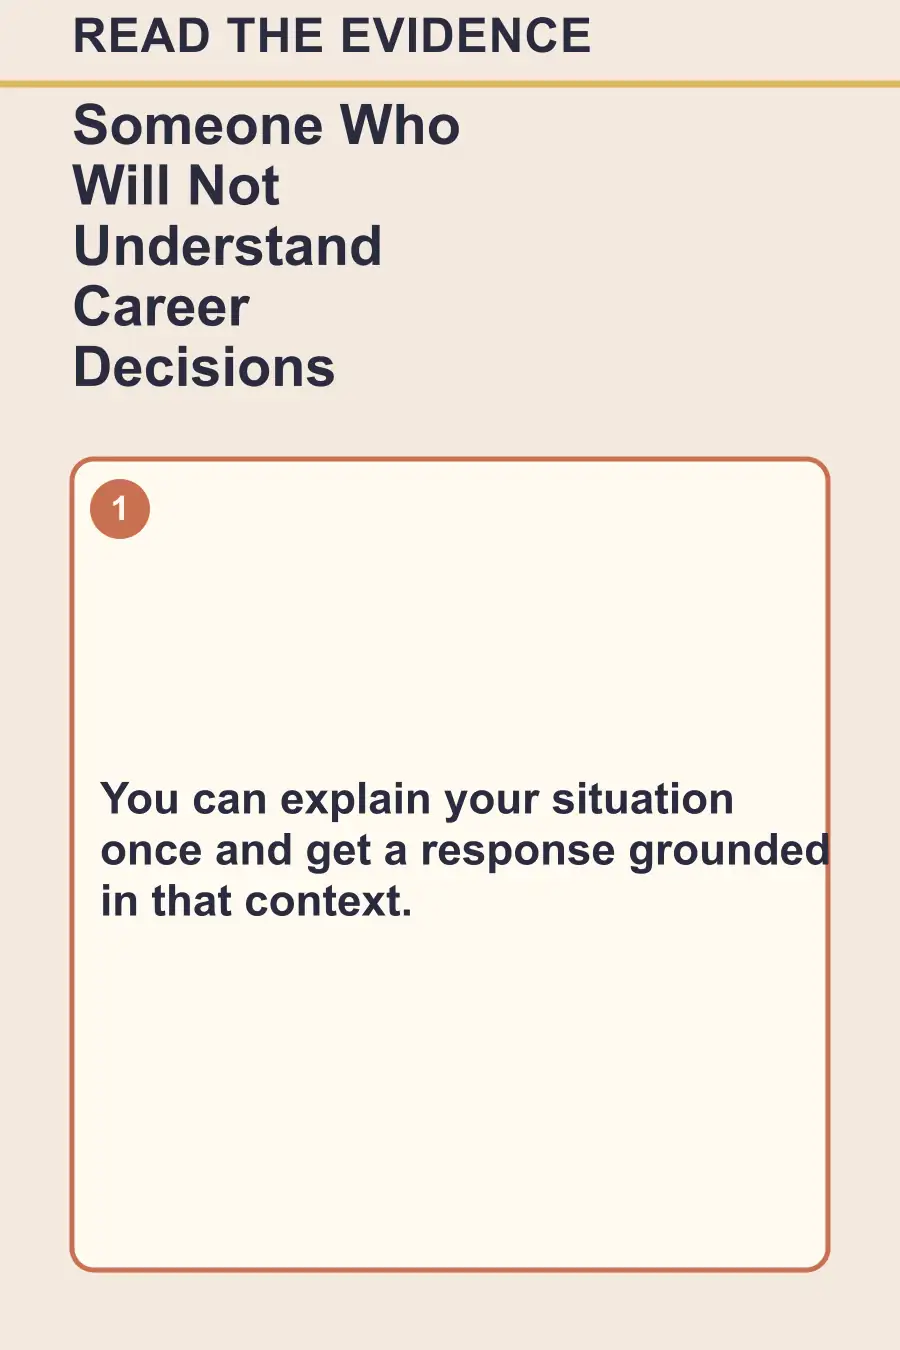 READ THE EVIDENCE
Someone Who
Will Not
Understand
Career
Decisions
1
You can explain your situation
once and get a response grounded
in that context.